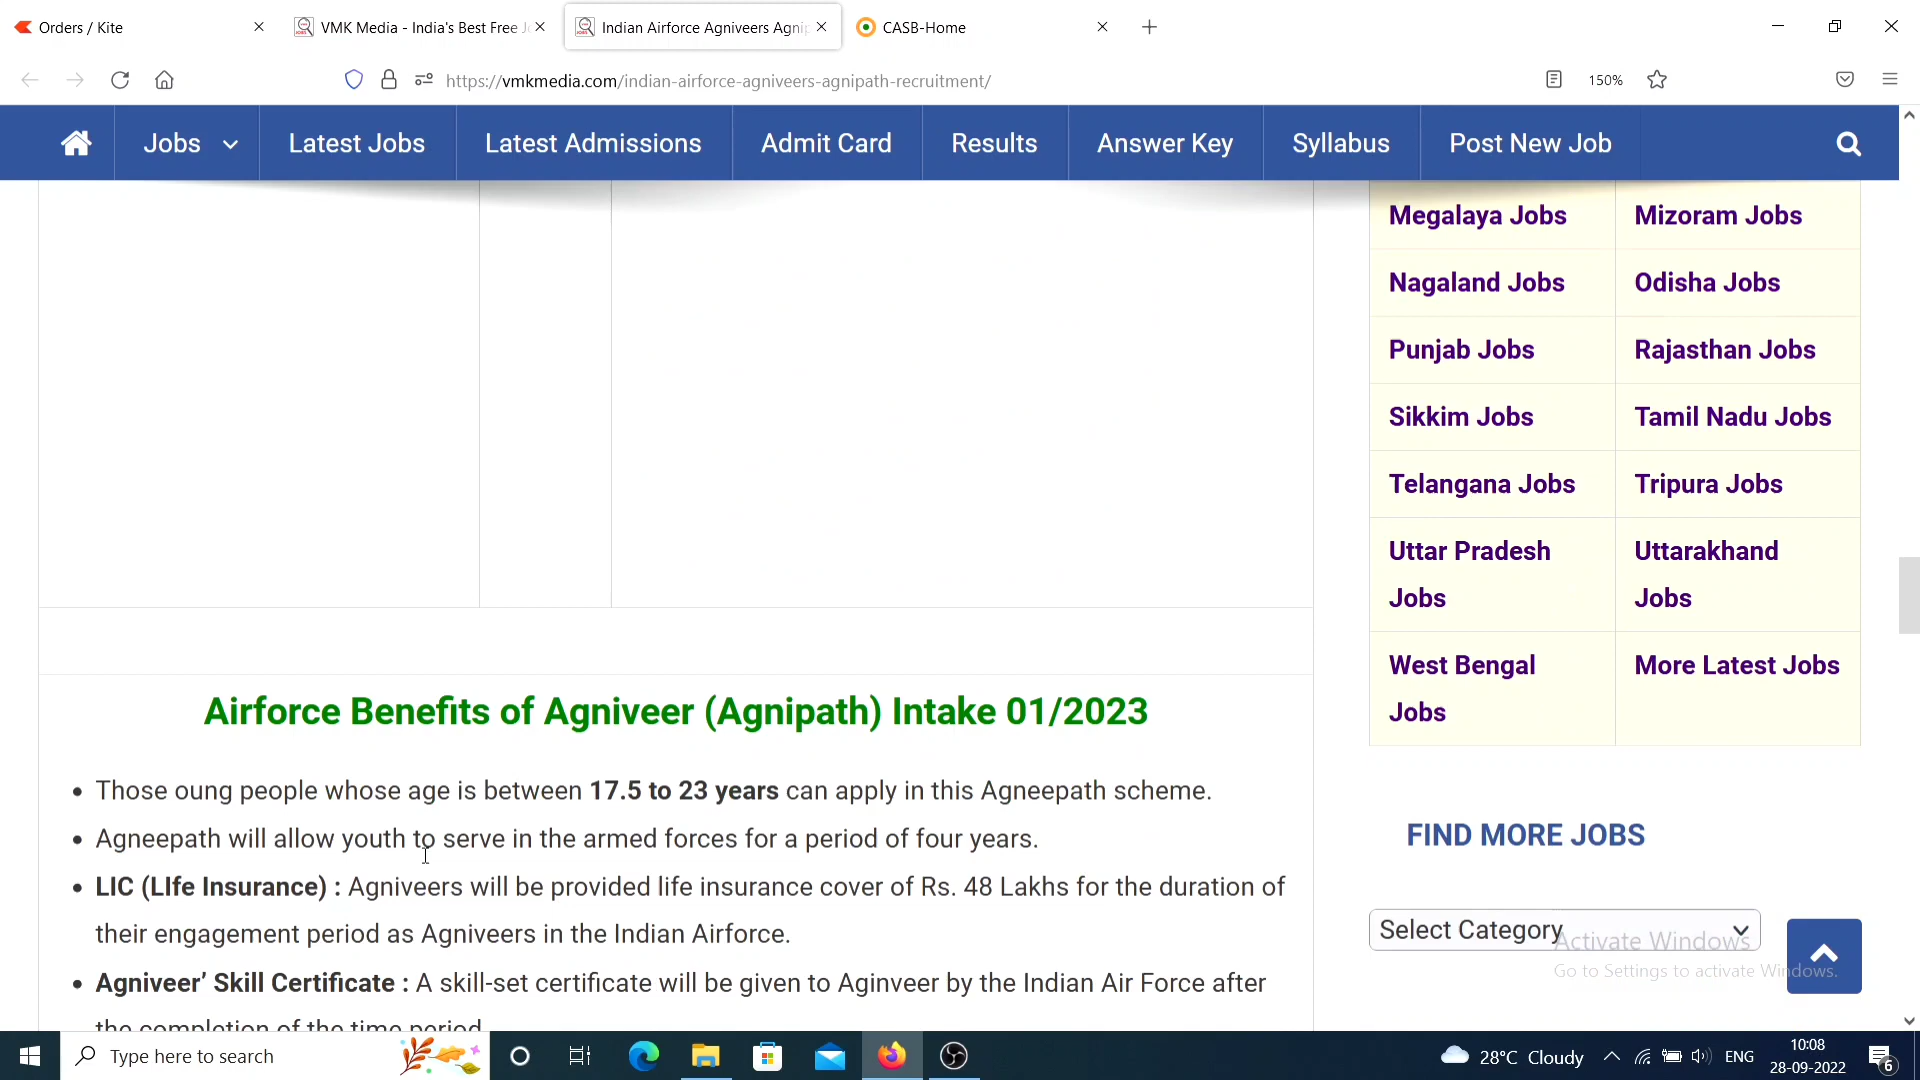 Orders / Kite
VMK Media - India's Best Free
Indian Airforce Agniveers
CASB-Home
https://vmkmedia.com/indian-airforce-agniveers-agnipath-recruitment/
150%
Jobs
Latest Jobs
Latest Admissions
Admit Card
Results
Answer Key
Syllabus
Post New Job
Megalaya Jobs
Mizoram Jobs
Nagaland Jobs
Odisha Jobs
Punjab Jobs
Rajasthan Jobs
Sikkim Jobs
Tamil Nadu Jobs
Telangana Jobs
Tripura Jobs
Uttar Pradesh
Jobs
Uttarakhand
Jobs
West Bengal
Jobs
More Latest Jobs
Airforce Benefits of Agniveer (Agnipath) Intake 01/2023
Those oung people whose age is between 17.5 to 23 years can apply in this Agneepath scheme.
Agneepath will allow youth to serve in the armed forces for a period of four years.
LIC (LIfe Insurance) : Agniveers will be provided life insurance cover of Rs. 48 Lakhs for the duration of
their engagement period as Agniveers in the Indian Airforce.
Agniveer’ Skill Certificate : A skill-set certificate will be given to Aginveer by the Indian Air Force after
the completion of the time period
FIND MORE JOBS
Select Category
Activate Windows
Go to Settings to activate Windows.
Type here to search
28°C Cloudy
ENG
10:08
28-09-2022
6